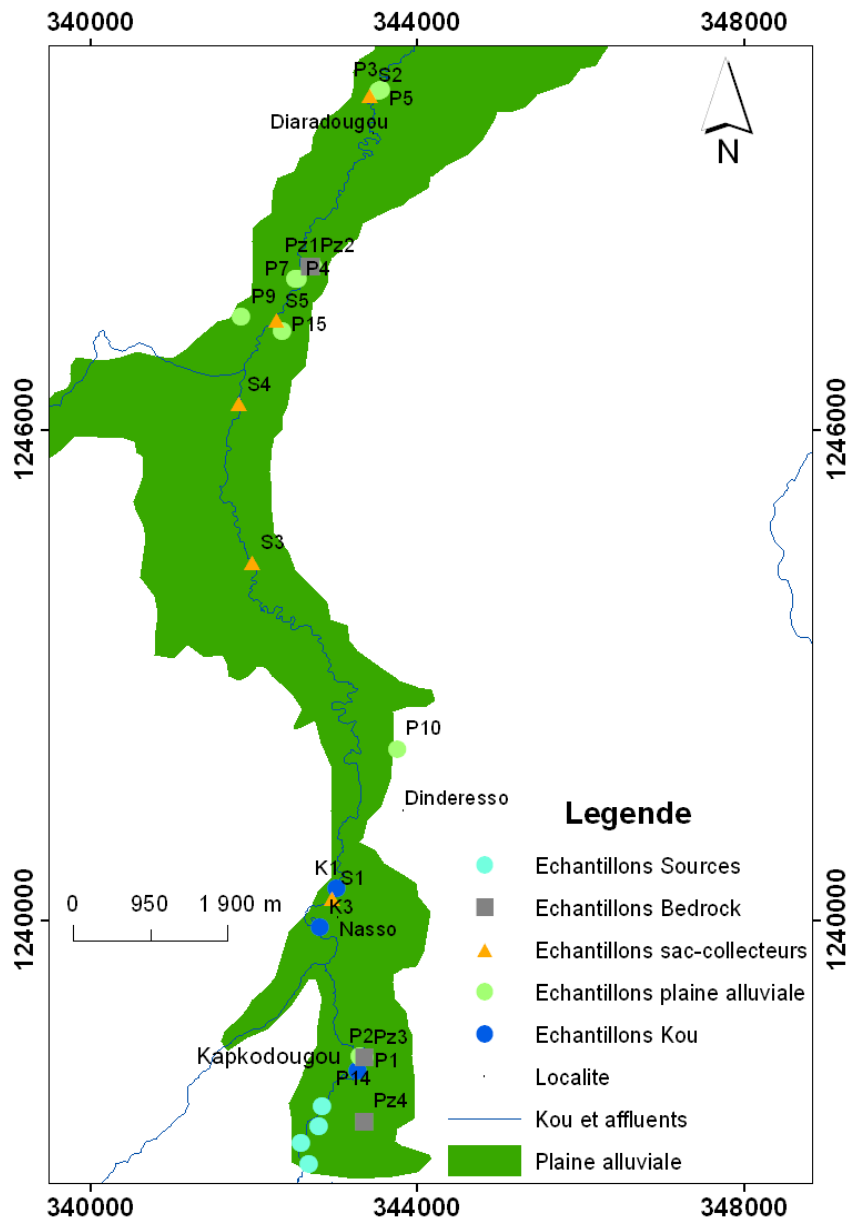 340000 344000 348000
P3 S2
P5
Diaradougou
N
Pz1 Pz2
P7 P4
P9 S5
P15
S4
1246000 1246000
S3
P10
Dinderesso
Legende
K1
S1
Echantillons Sources
K3
0 950 1 900 m
Echantillons Bedrock
1240000 1240000
Nasso
Echantillons sac-collecteurs
Echantillons plaine alluviale
P2 Pz3
Echantillons Kou
Kapkodougou P1
P14
Localite
Pz4
Kou et affluents
Plaine alluviale
340000 344000 348000